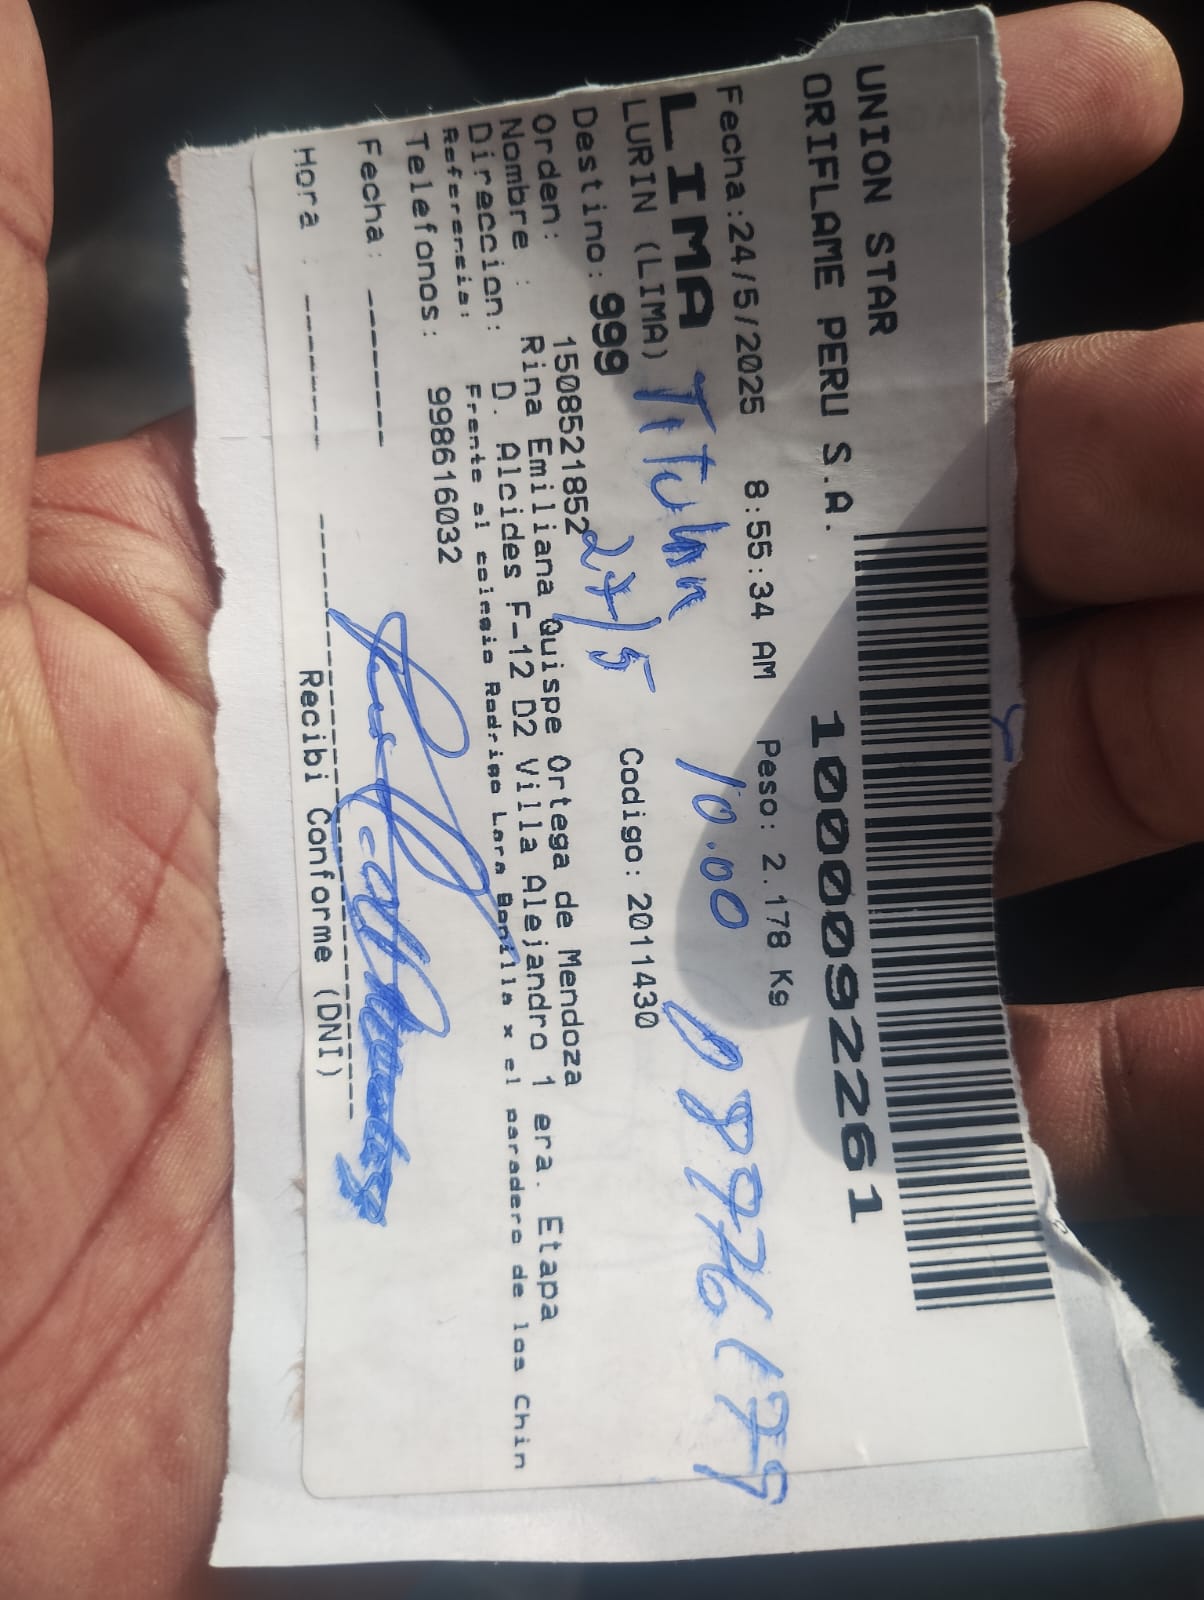 UNION STAR
ORIFLAME PERU S.A.
1000092261
Fecha:24/5/2025 8:55:34 AM Peso: 2.178 Kg
LIMA Titular 10.00 08976179
LURIN (LIMA)
Destino: 999 27/5 Codigo: 2011430
Orden: 1508521852
Nombre : Rina Emiliana Quispe Ortega de Mendoza
Direccion: D. Alcides F-12 D2 Villa Alejandro 1 era. Etapa
Referensia: Frente al colegio Rodrigo Lara Bonilla x el paradero de los Chin
Telefonos: 998616032
Fecha: -------
Hora : --------
Recibi Conforme (DNI)